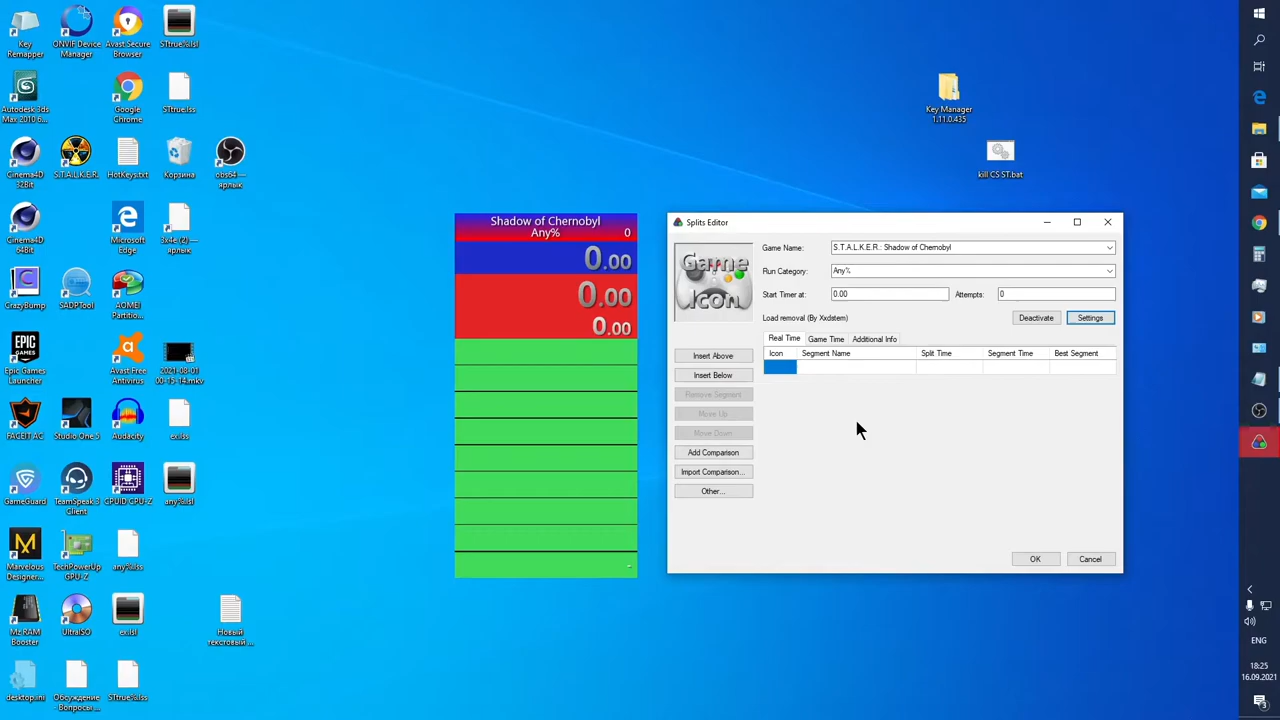 Key
Remapper
ONVIF Device
Manager
Avast Secure
Browser
STtrue%.lsl
Autodesk 3ds
Max 2010 6...
Google
Chrome
STtrue.lss
Cinema4D
32Bit
S.T.A.L.K.E.R.
HotKeys.txt
Корзина
obs64 —
ярлык
Cinema4D
64Bit
Microsoft
Edge
3x4e (2) —
ярлык
CrazyBump
SADPTool
AOMEI
Partitio...
Epic Games
Launcher
Avast Free
Antivirus
2021-08-01
00-15-14.mkv
FACEIT AC
Studio One 5
Audacity
ex.lss
GameGuard
TeamSpeak 3
Client
CPUID CPU-Z
any%.lsl
Marvelous
Designer...
TechPowerUp
GPU-Z
any%.lss
Mz RAM
Booster
UltraISO
ex.lsl
Новый
текстовый ...
desktop.ini
Обсуждение
- Вопросы ...
STtrue%.lss
Key Manager
1.11.0.435
kill CS ST.bat
Shadow of Chernobyl
Any% 0
0.00
0.00
0.00
-
Splits Editor
Game
Icon
Game Name: S.T.A.L.K.E.R.: Shadow of Chernobyl
Run Category: Any%
Start Timer at: 0.00 Attempts: 0
Load removal (By Xxdstem) Deactivate Settings
Real Time Game Time Additional Info
Icon Segment Name Split Time Segment Time Best Segment
Insert Above
Insert Below
Remove Segment
Move Up
Move Down
Add Comparison
Import Comparison...
Other...
OK Cancel
ENG
18:25
16.09.2021